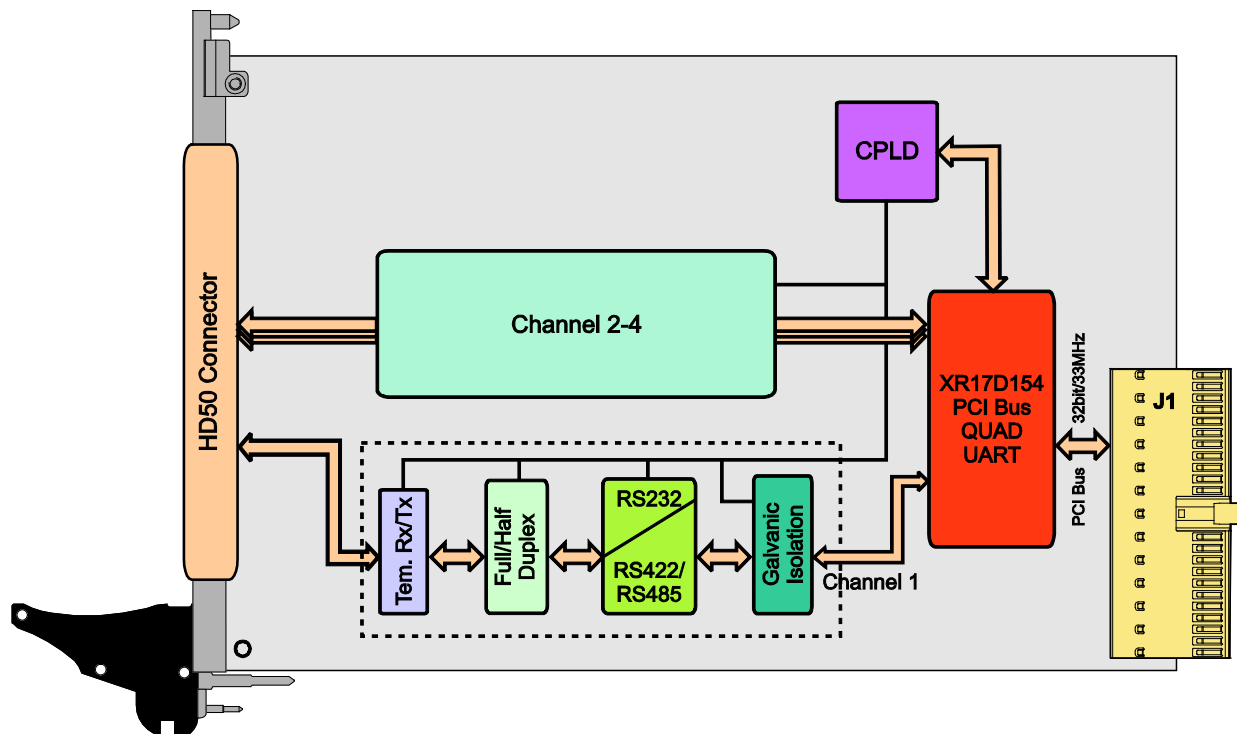 CPLD
HD50 Connector
Channel 2-4
XR17D154
PCI Bus
QUAD
UART
32bit/33MHz
PCI Bus
J1
Tem. Rx/Tx
Full/Half
Duplex
RS232
RS422/
RS485
Galvanic
Isolation
Channel 1